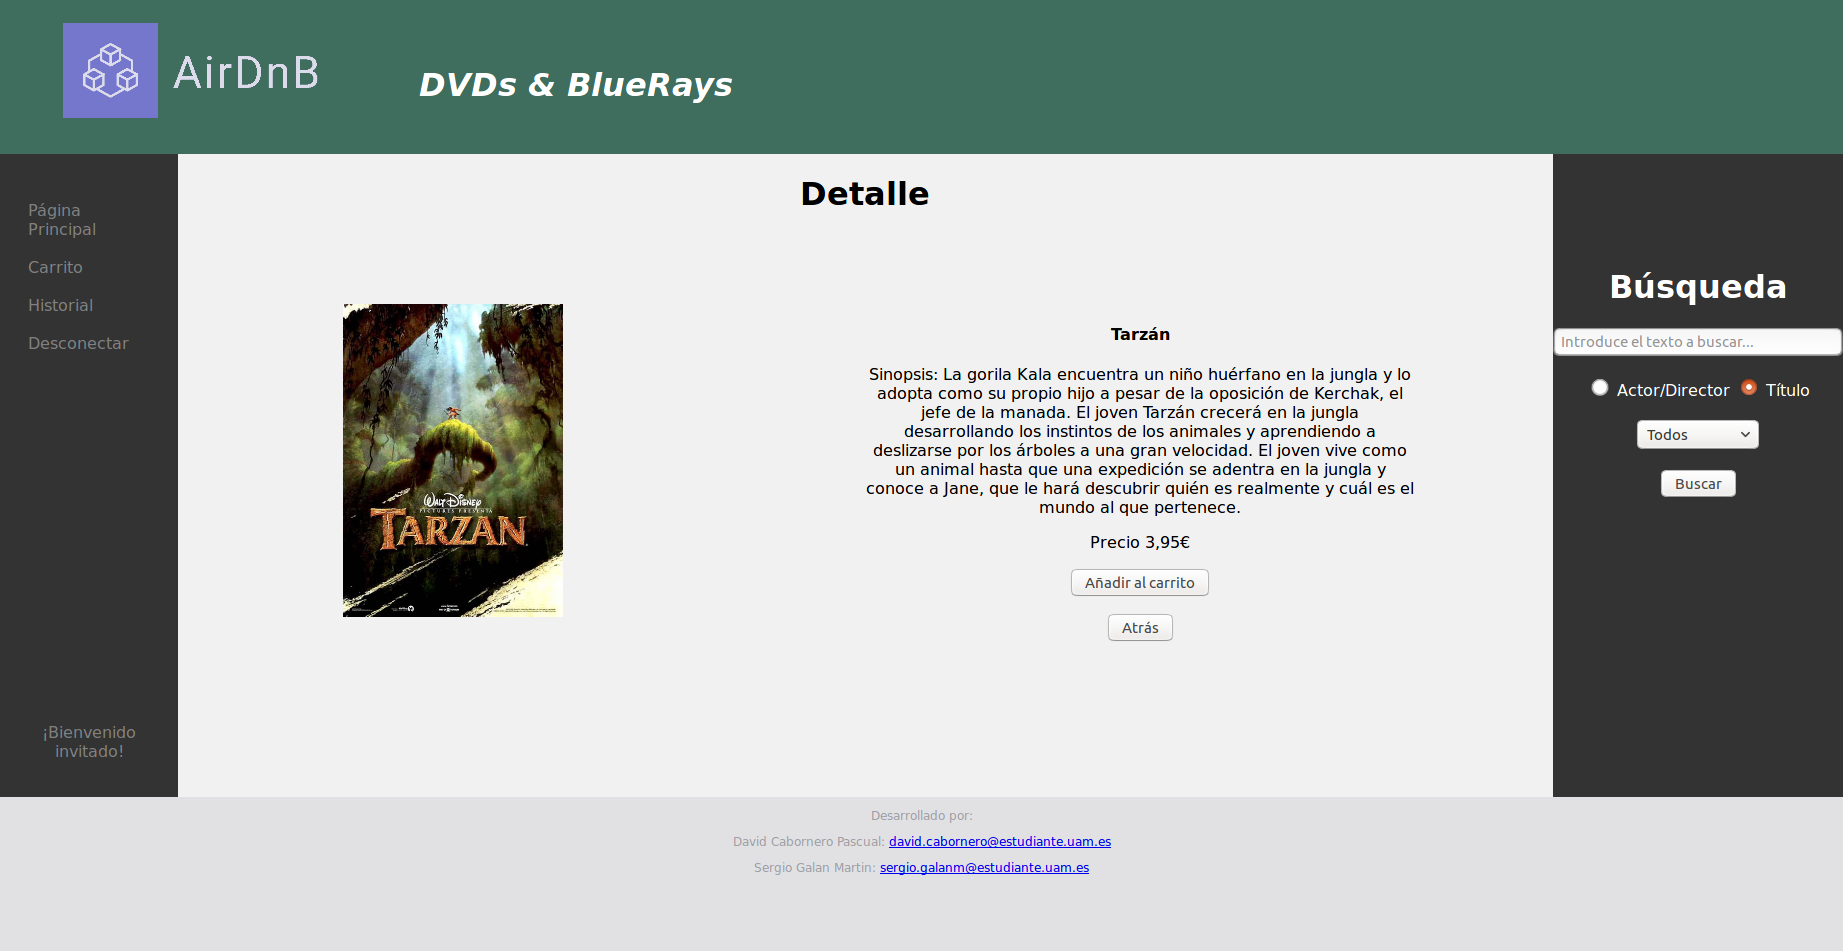 AirDnB
DVDs & BlueRays
Página
Principal
Carrito
Historial
Desconectar
¡Bienvenido
invitado!
Detalle
WALT DISNEY
PICTURES PRESENTA
TARZAN
Tarzán
Sinopsis: La gorila Kala encuentra un niño huérfano en la jungla y lo
adopta como su propio hijo a pesar de la oposición de Kerchak, el
jefe de la manada. El joven Tarzán crecerá en la jungla
desarrollando los instintos de los animales y aprendiendo a
deslizarse por los árboles a una gran velocidad. El joven vive como
un animal hasta que una expedición se adentra en la jungla y
conoce a Jane, que le hará descubrir quién es realmente y cuál es el
mundo al que pertenece.
Precio 3,95€
Añadir al carrito
Atrás
Búsqueda
Introduce el texto a buscar...
Actor/Director Título
Todos
Buscar
Desarrollado por:
David Cabornero Pascual: david.cabornero@estudiante.uam.es
Sergio Galan Martin: sergio.galanm@estudiante.uam.es